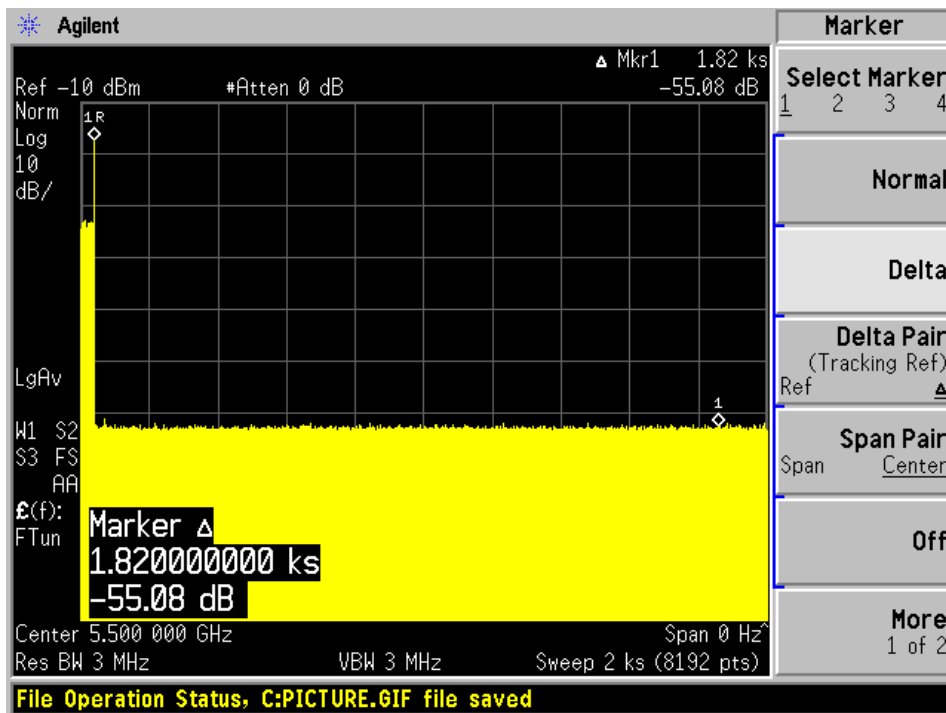 Agilent
Marker
Δ Mkr1 1.82 ks
Ref -10 dBm #Atten 0 dB -55.08 dB
Norm
Log
10
dB/
1R
LgAv
1
W1 S2
S3 FS
AA
£(f):
FTun
Marker Δ
1.820000000 ks
-55.08 dB
Center 5.500 000 GHz Span 0 Hz^
Res BW 3 MHz VBW 3 MHz Sweep 2 ks (8192 pts)
File Operation Status, C:PICTURE.GIF file saved
Select Marker
1 2 3 4
Normal
Delta
Delta Pair
(Tracking Ref)
Ref Δ
Span Pair
Span Center
Off
More
1 of 2